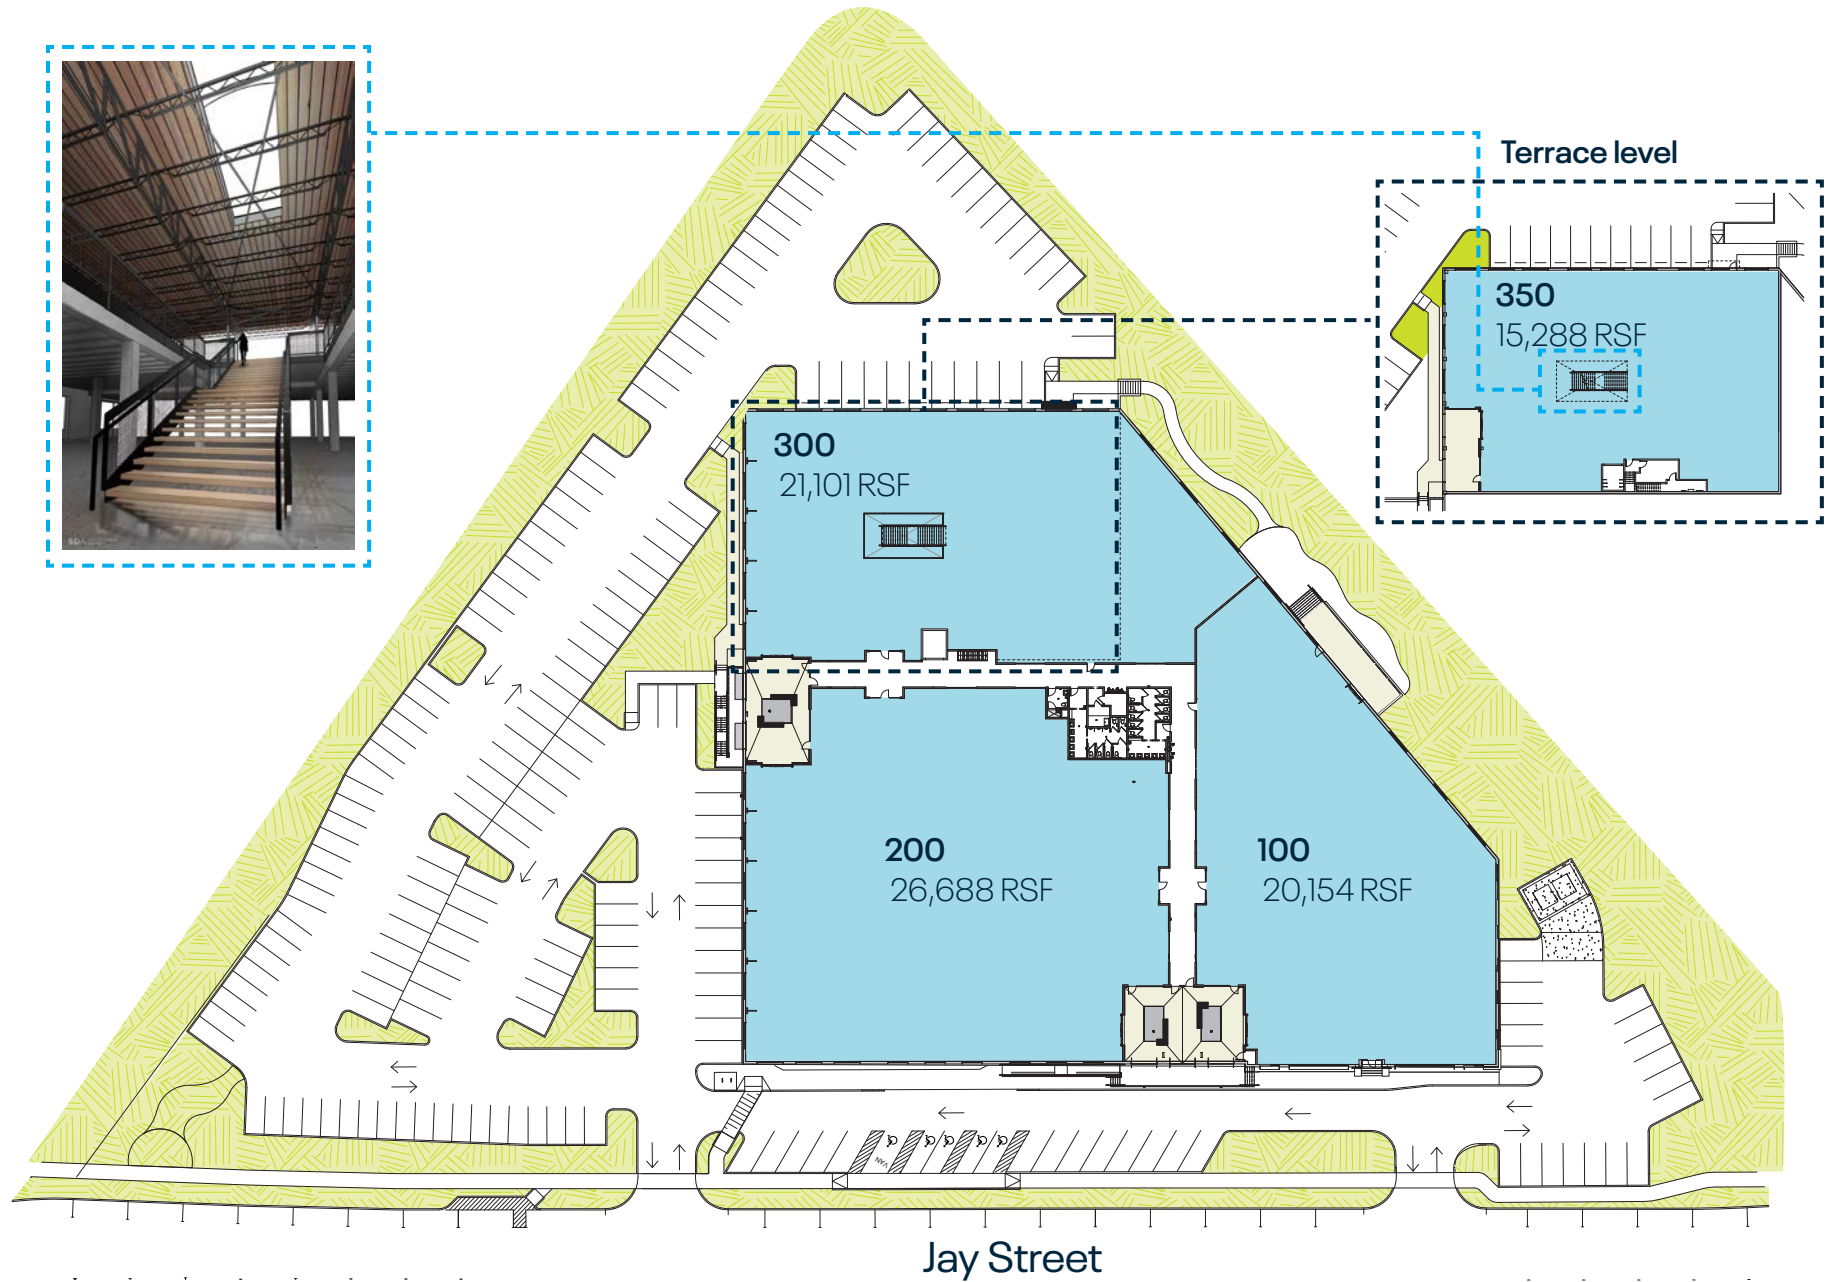 Terrace level
350
15,288 RSF
300
21,101 RSF
200
26,688 RSF
100
20,154 RSF
VAN
Jay Street